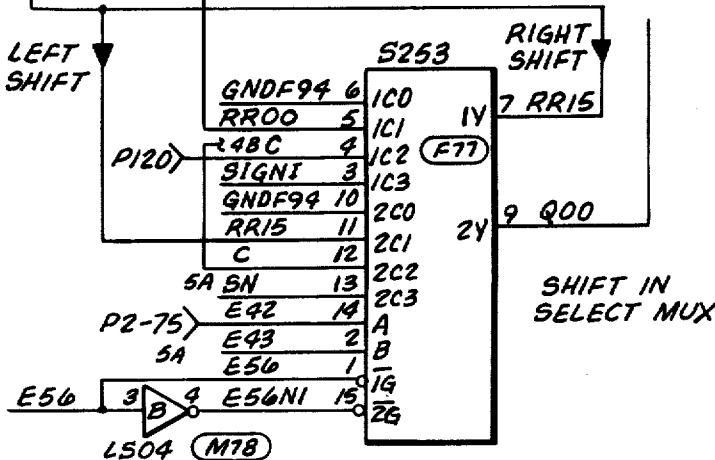 LEFT
SHIFT
RIGHT
SHIFT
S253
GNDF94 6 1C0
RR00 5 1C1
P120 4BC 4 1C2
SIGNI 3 1C3
GNDF94 10 2C0
RR15 11 2C1
C 12 2C2
5A SN 13 2C3
P2-75 E42 14 A
5A E43 2 B
E56 1 1G
E56 3 B 4 E56NI 15 2G
LS04 M78
1Y 7 RR15
F77
2Y 9 Q00
SHIFT IN
SELECT MUX